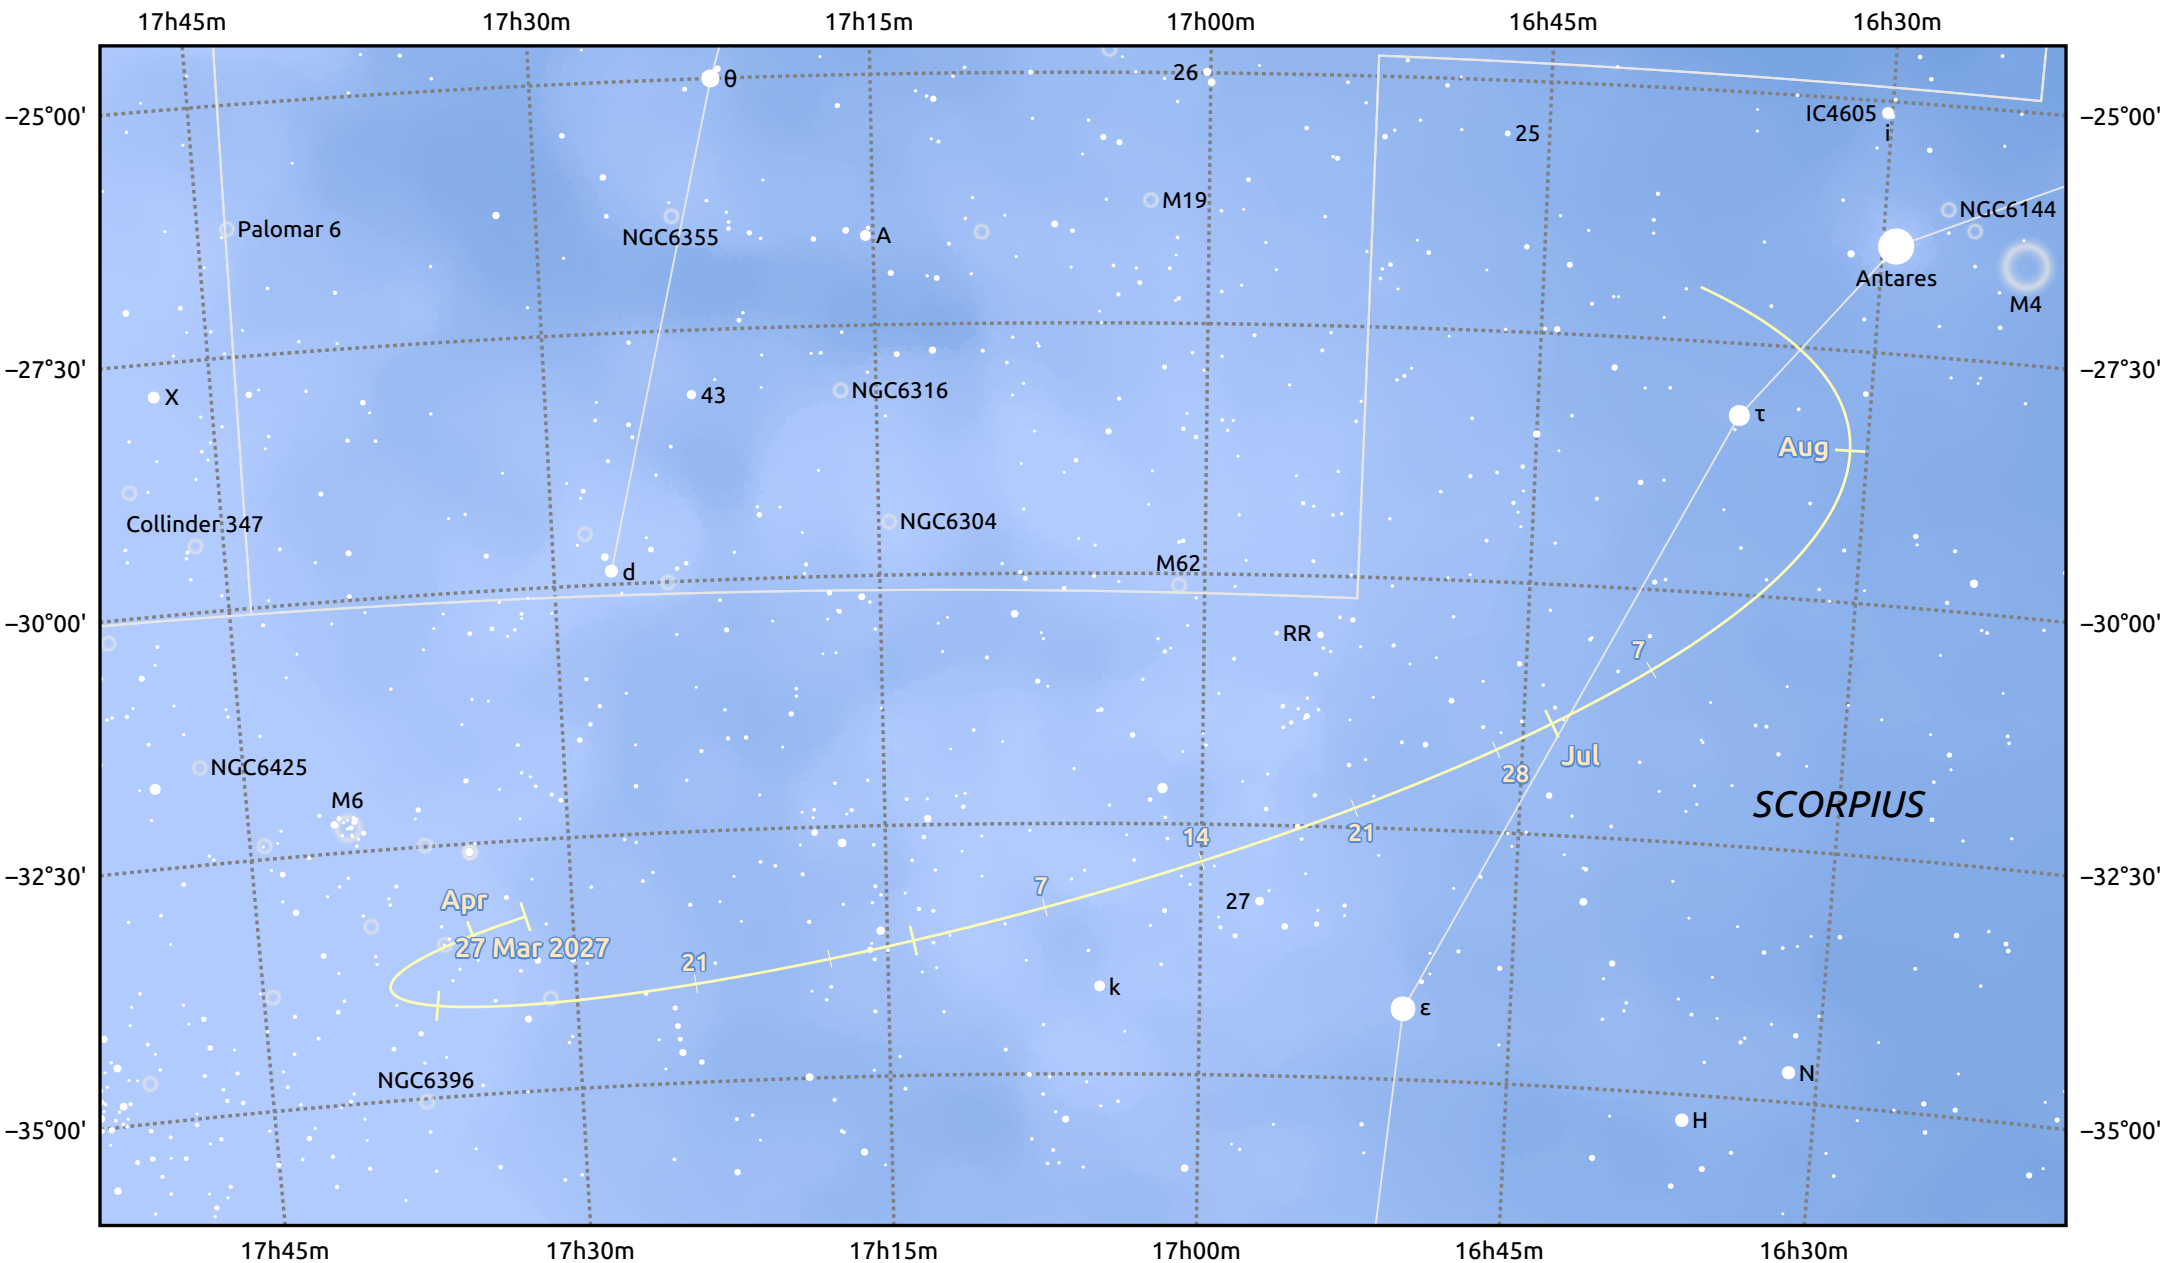 17h45m 17h30m 17h15m 17h00m 16h45m 16h30m
θ
26
−25°00' −25°00'
IC4605
25
i
M19
NGC6144
Palomar 6
NGC6355
A
Antares
M4
−27°30' −27°30'
X
43
NGC6316
τ
Aug
Collinder 347
NGC6304
M62
d
−30°00' −30°00'
RR
7
Jul
NGC6425
28
M6
SCORPIUS
14
21
−32°30' −32°30'
7
Apr
27
27 Mar 2027
21
k
ε
NGC6396
N
H
−35°00' −35°00'
17h45m 17h30m 17h15m 17h00m 16h45m 16h30m